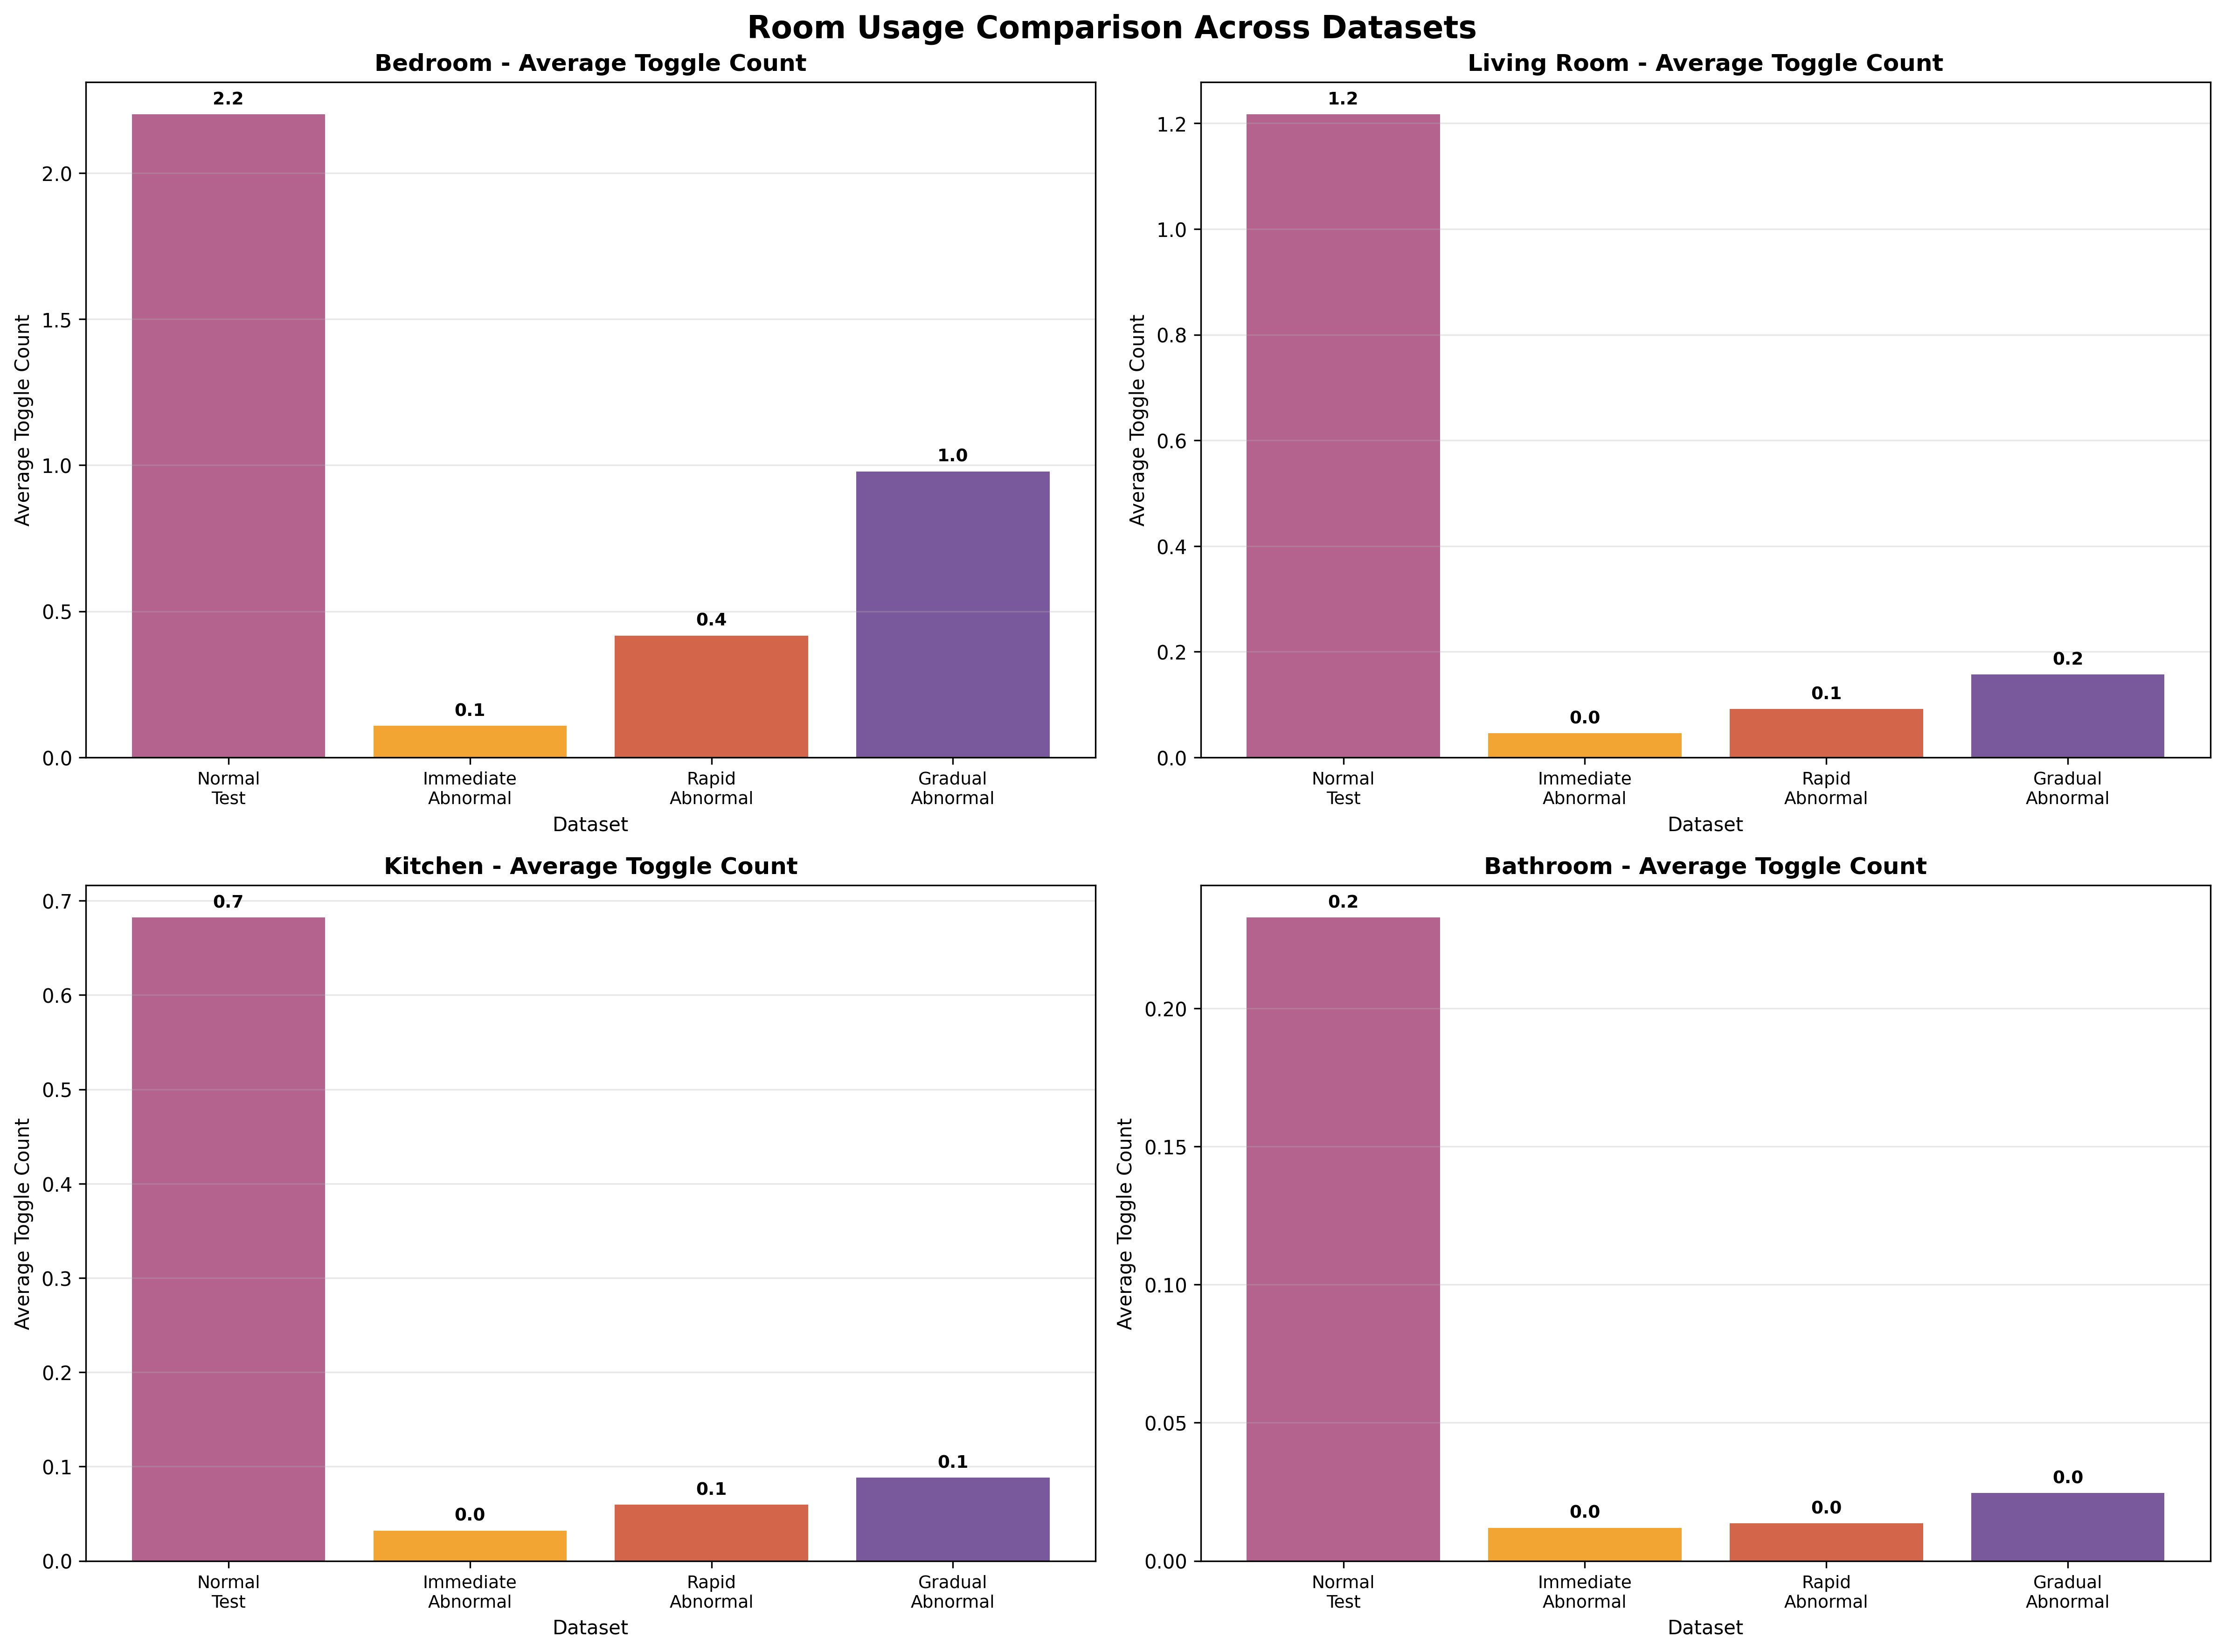 Room Usage Comparison Across Datasets
Bedroom - Average Toggle Count
Average Toggle Count
2.0
1.5
1.0
0.5
0.0
2.2
0.1
0.4
1.0
Normal
Test
Immediate
Abnormal
Rapid
Abnormal
Gradual
Abnormal
Dataset
Living Room - Average Toggle Count
Average Toggle Count
1.2
1.0
0.8
0.6
0.4
0.2
0.0
1.2
0.0
0.1
0.2
Normal
Test
Immediate
Abnormal
Rapid
Abnormal
Gradual
Abnormal
Dataset
Kitchen - Average Toggle Count
Average Toggle Count
0.7
0.6
0.5
0.4
0.3
0.2
0.1
0.0
0.7
0.0
0.1
0.1
Normal
Test
Immediate
Abnormal
Rapid
Abnormal
Gradual
Abnormal
Dataset
Bathroom - Average Toggle Count
Average Toggle Count
0.20
0.15
0.10
0.05
0.00
0.2
0.0
0.0
0.0
Normal
Test
Immediate
Abnormal
Rapid
Abnormal
Gradual
Abnormal
Dataset